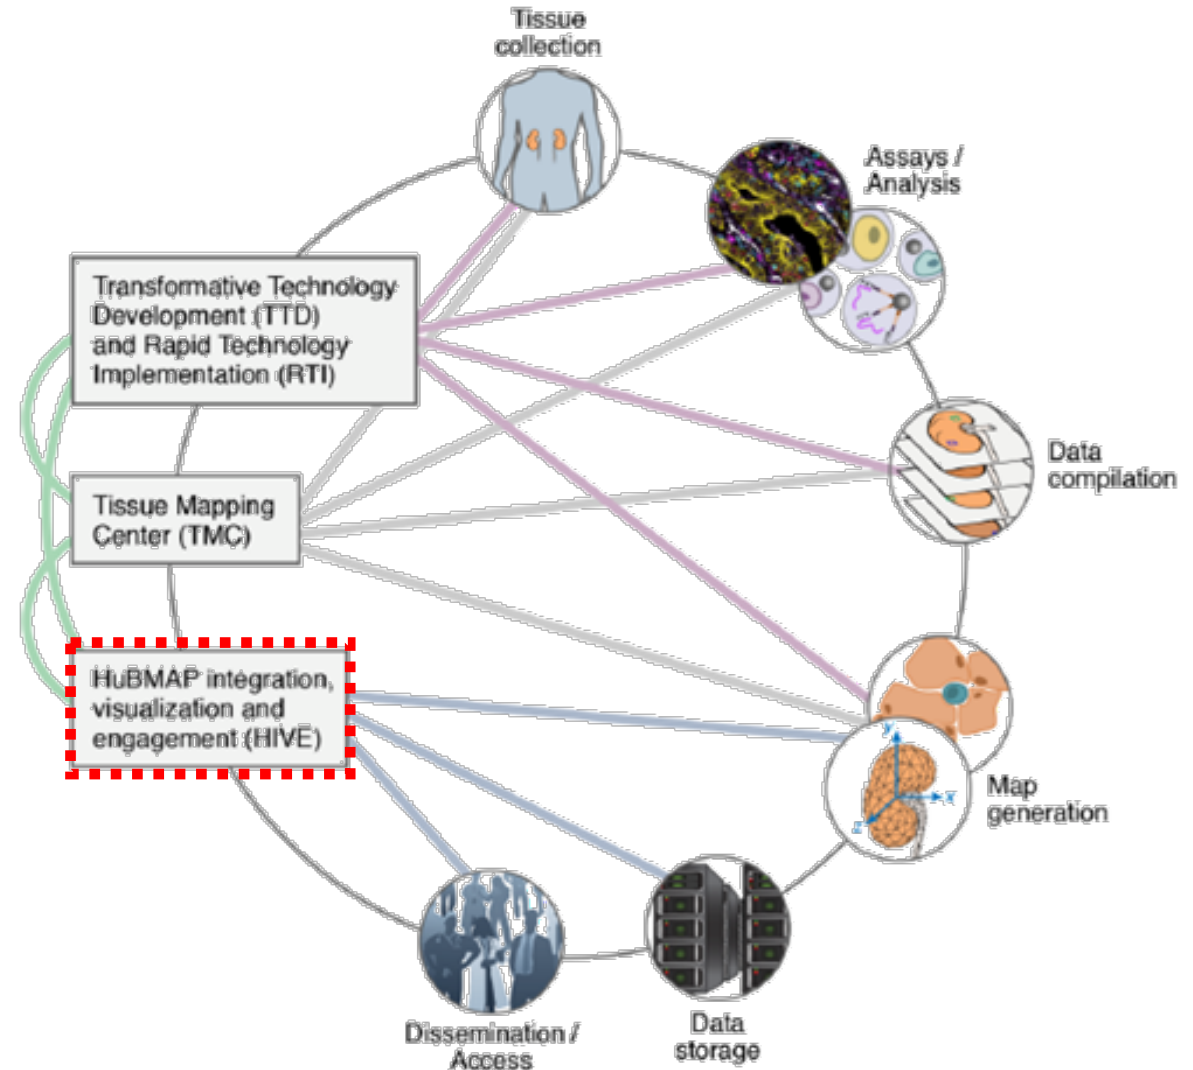 Tissue
collection
Assays /
Analysis
Transformative Technology
Development (TTD)
and Rapid Technology
Implementation (RTI)
Data
compilation
Tissue Mapping
Center (TMC)
HuBMAP integration,
visualization and
engagement (HIVE)
y
x
z
Map
generation
Dissemination /
Access
Data
storage